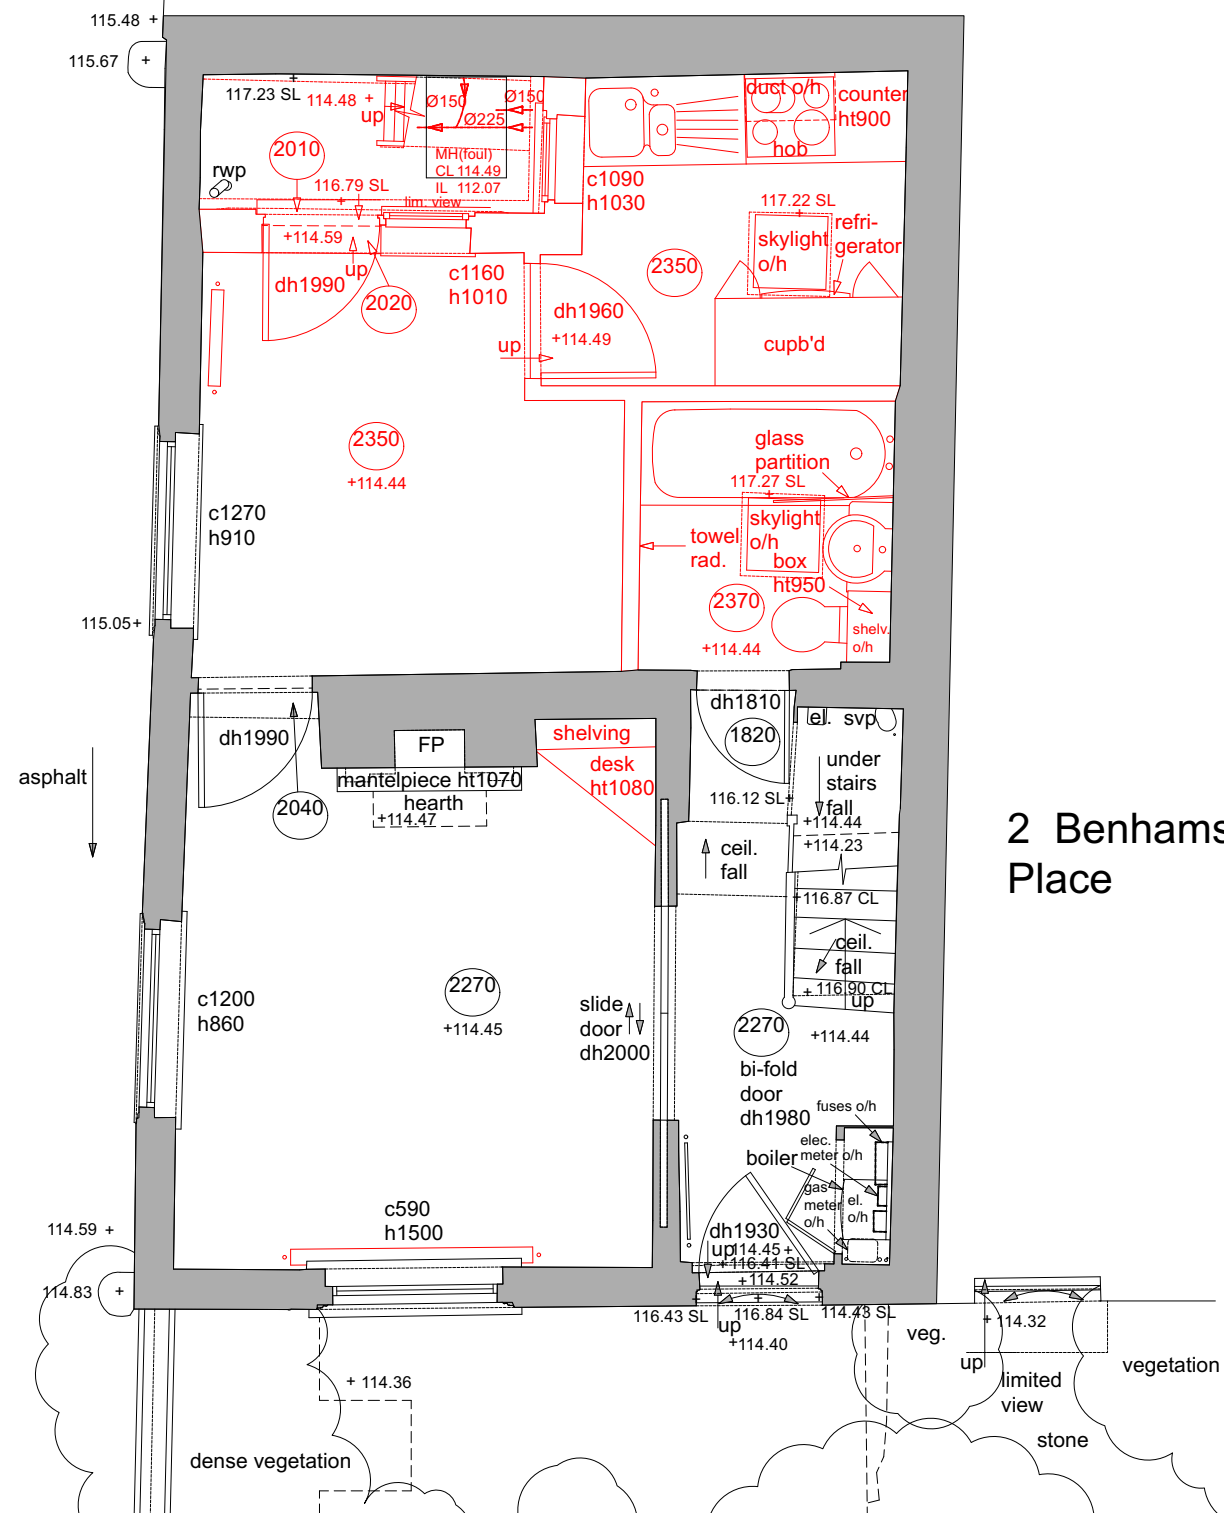 115.48 +
115.67 +
117.23 SL
114.48 +
up
Ø150
Ø150
Ø225
duct o/h
counter
ht900
hob
2010
MH(foul)
CL 114.49
IL 112.07
rwp
116.79 SL
lim. view
c1090
h1030
117.22 SL
refri-
gerator
skylight
o/h
+114.59
up
dh1990
2020
c1160
h1010
2350
dh1960
+114.49
up
cupb'd
2350
+114.44
glass
partition
117.27 SL
c1270
h910
skylight
o/h
towel
rad.
box
ht950
2370
+114.44
shelv.
o/h
115.05+
dh1810
1820
el. svp
dh1990
FP
shelving
desk
ht1080
under
stairs
fall
asphalt
mantelpiece ht1070
hearth
+114.47
2040
116.12 SL+
+114.44
+114.23
ceil.
fall
2 Benhams
Place
+116.87 CL
ceil.
fall
+ 116.90 CL
up
2270
+114.45
c1200
h860
slide
door
dh2000
2270
+114.44
bi-fold
door
dh1980
fuses o/h
elec.
meter o/h
boiler
gas
meter
o/h
el.
o/h
c590
h1500
dh1930
up
114.45 +
+116.41 SL
+114.52
114.59 +
114.83 +
116.43 SL
116.84 SL
114.43 SL
up
+114.40
veg.
+ 114.32
up
limited
view
vegetation
stone
+ 114.36
dense vegetation